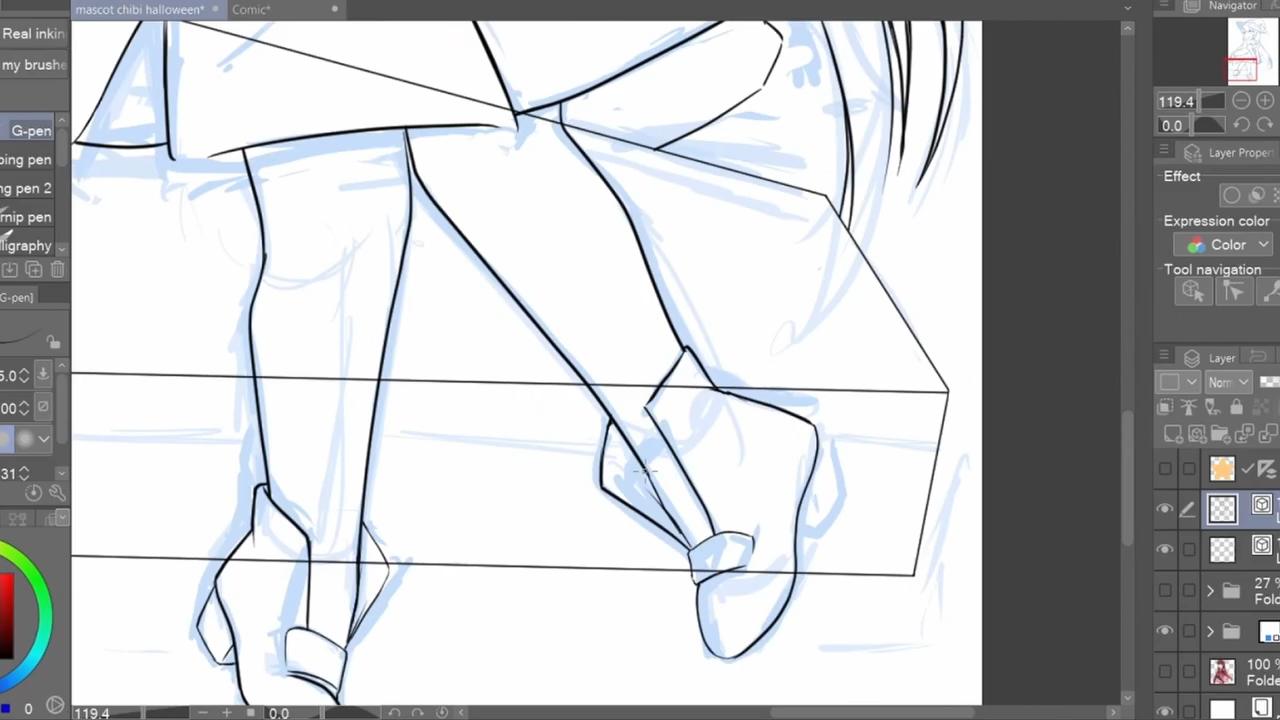 mascot chibi halloween*
Comic*
Navigator
Real inkin
my brushe
119.4
0.0
G-pen
ping pen
ng pen 2
rnip pen
lligraphy
Layer Proper
Effect
Expression color
Color
Tool navigation
G-pen]
Layer
5.0
00
Norm
31
27 %
Folde
100 %
Folde
0
119.4
0.0